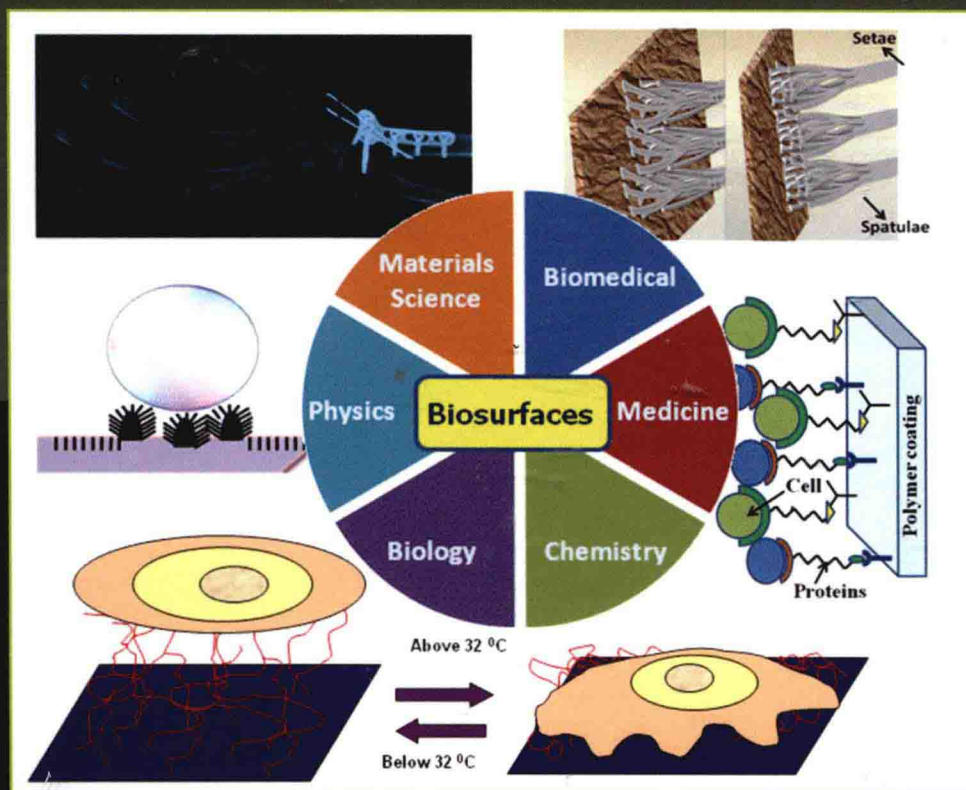 Setae
Spatulae
Materials
Science
Biomedical
Physics
Biosurfaces
Medicine
Biology
Chemistry
Cell
Proteins
Polymer coating
Above 32 ⁰C
Below 32 ⁰C